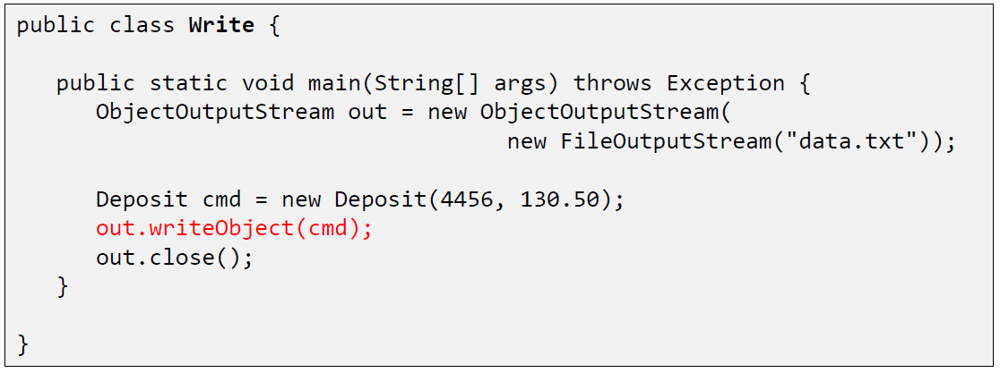 public class Write {
public static void main(String[] args) throws Exception {
ObjectOutputStream out = new ObjectOutputStream(
new FileOutputStream("data.txt"));
Deposit cmd = new Deposit(4456, 130.50);
out.writeObject(cmd);
out.close();
}
}